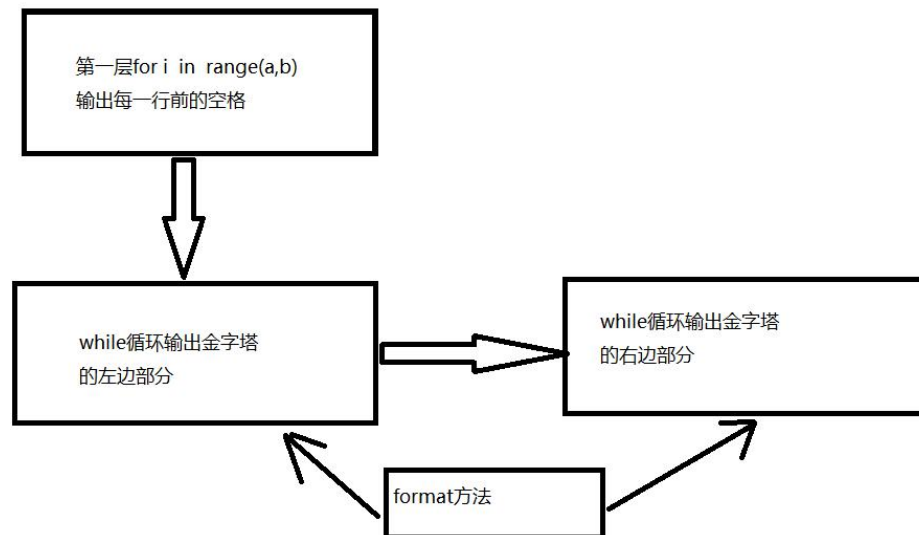 第一层for i in range(a,b)
输出每一行前的空格
while循环输出金字塔
的左边部分
while循环输出金字塔
的右边部分
format方法